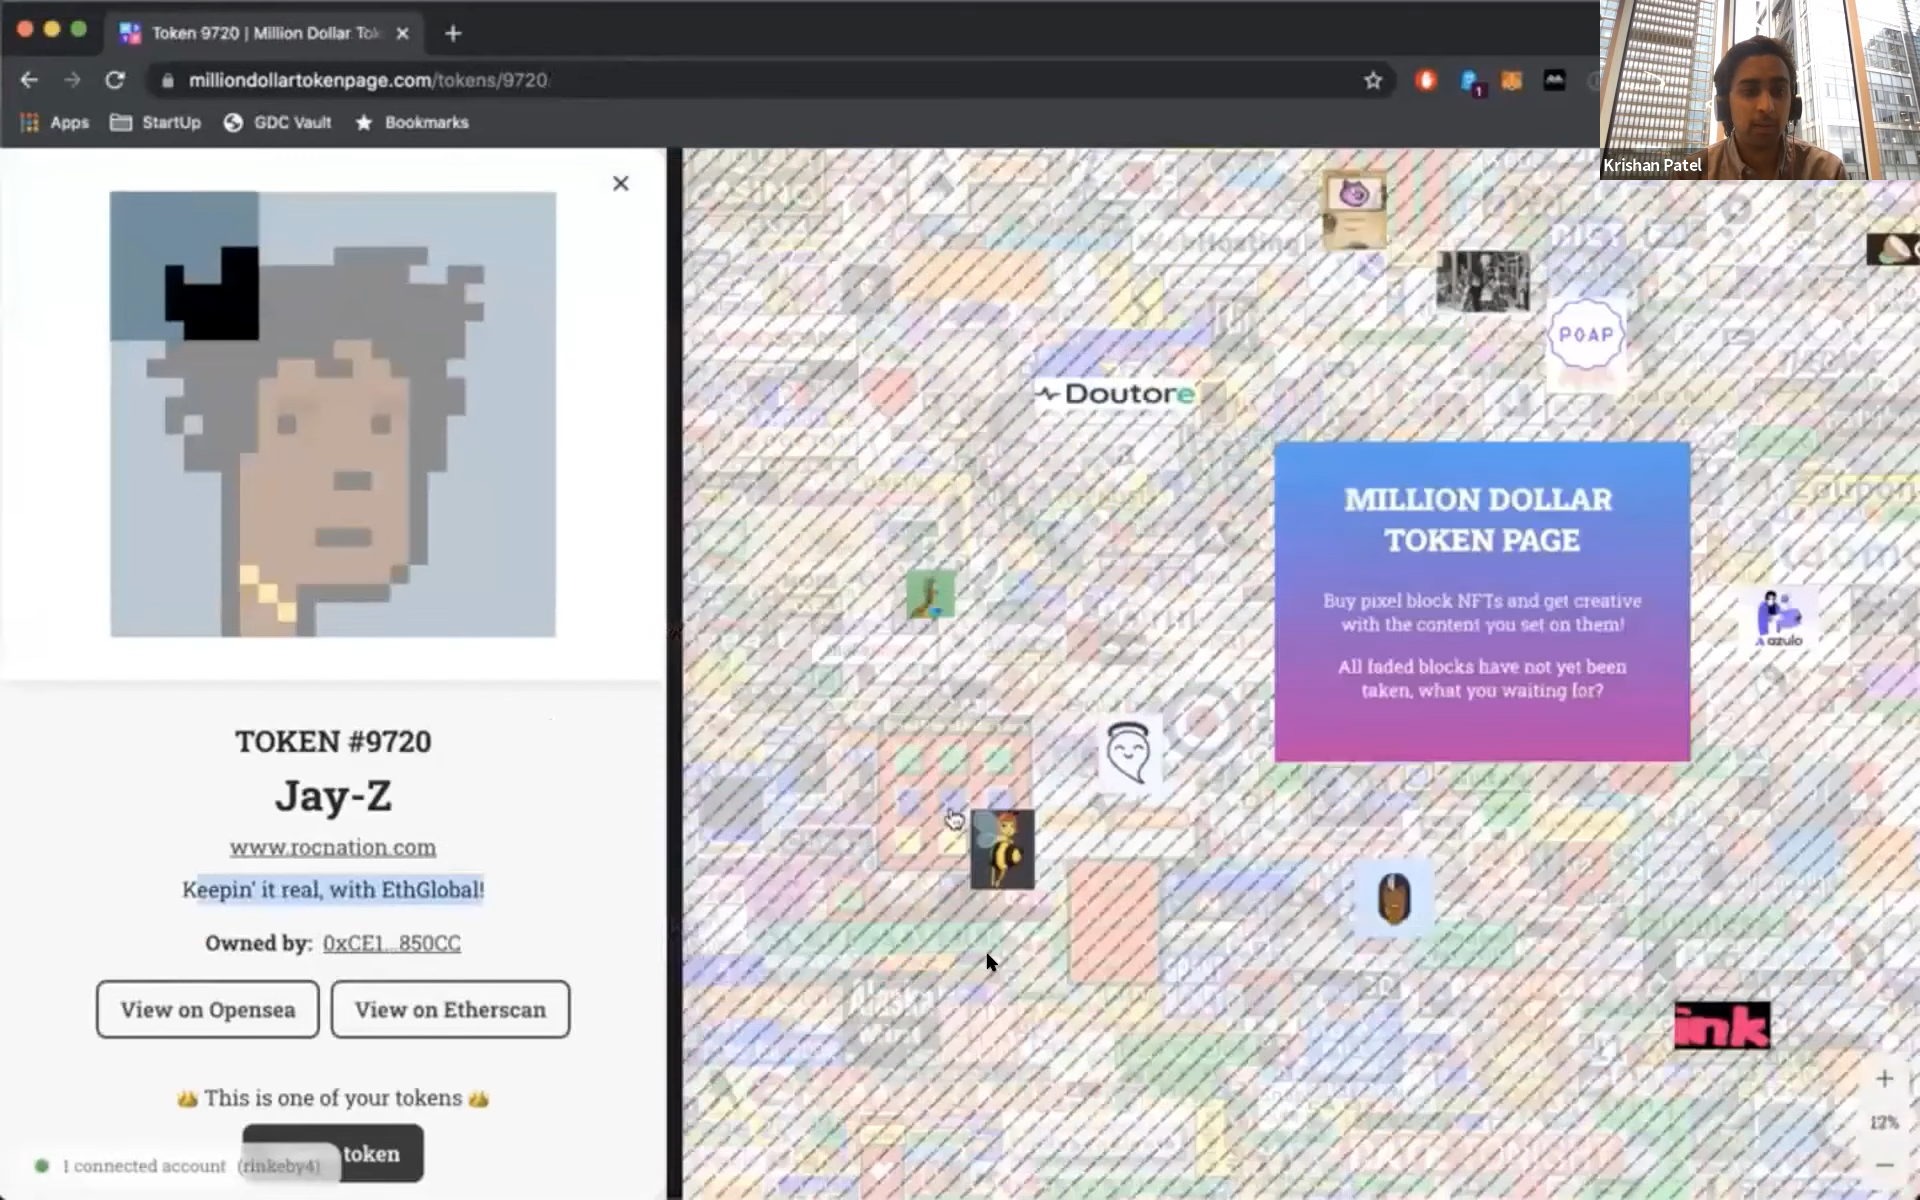 Token 9720 | Million Dollar Tok
milliondollartokenpage.com/tokens/9720
1
Apps
StartUp
GDC Vault
Bookmarks
Krishan Patel
TOKEN #9720
Jay-Z
www.rocnation.com
Keepin' it real, with EthGlobal!
Owned by: 0xCE1...850CC
View on Opensea
View on Etherscan
This is one of your tokens
token
1 connected account (rinkeby4)
WebHosting
POAP
Doutore
MILLION DOLLAR
TOKEN PAGE
Buy pixel block NFTs and get creative
with the content you set on them!
All faded blocks have not yet been
taken, what you waiting for?
azulo
ink
12%